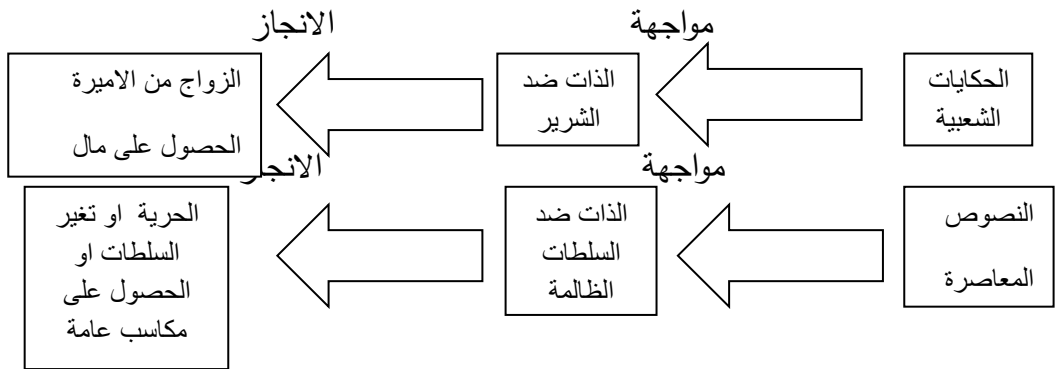 مواجهة
الانجاز
الحكايات
الشعبية
الذات ضد
الشرير
الزواج من الاميرة
الحصول على مال
مواجهة
الانجاز
النصوص
المعاصرة
الذات ضد
السلطات
الظالمة
الحرية او تغير
السلطات او
الحصول على
مكاسب عامة